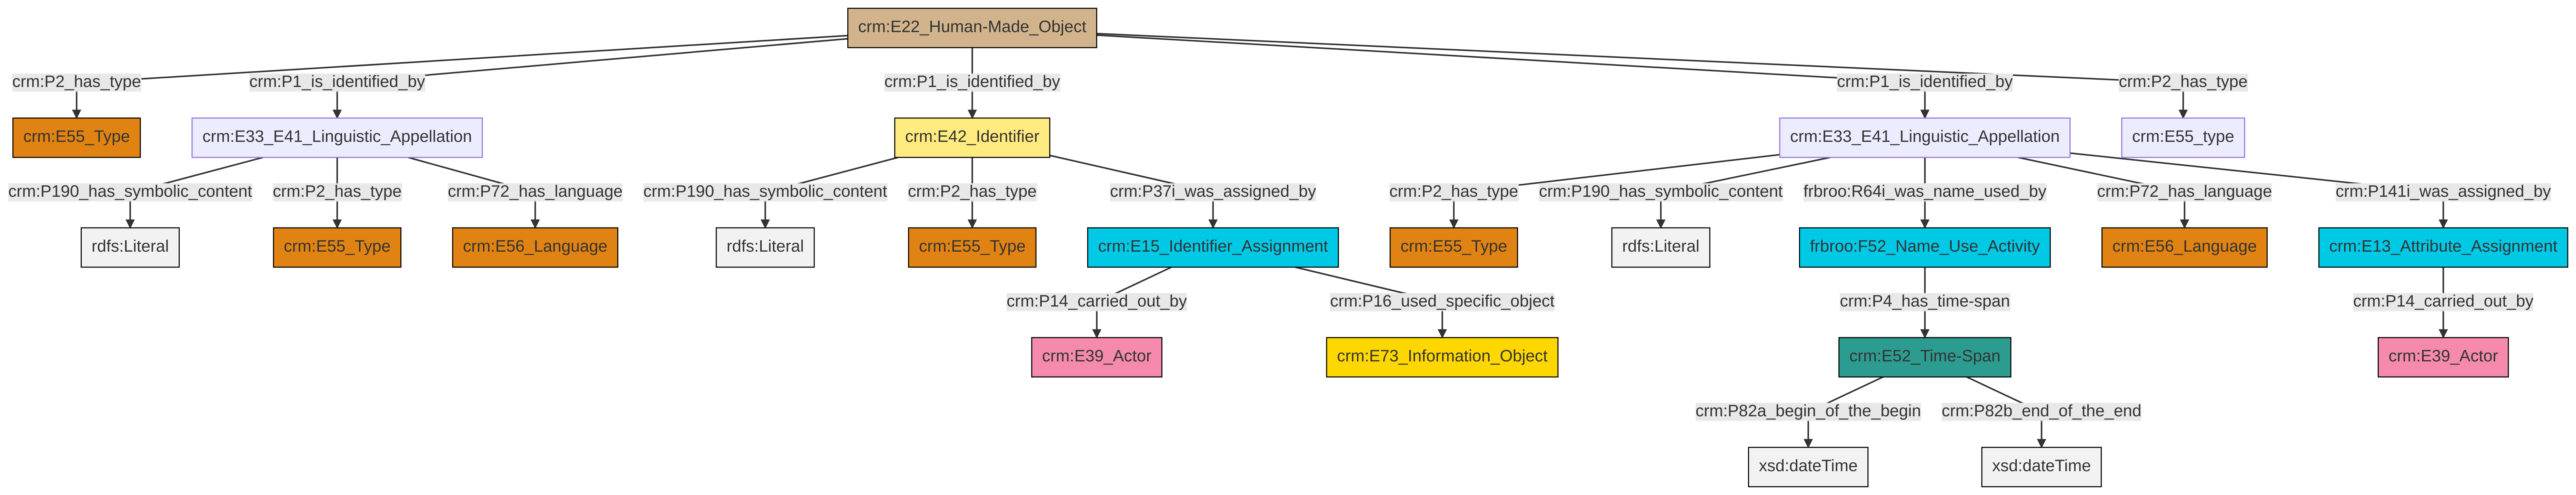 crm:E22_Human-Made_Object
crm:P2_has_type
crm:P1_is_identified_by
crm:P1_is_identified_by
crm:P1_is_identified_by
crm:P2_has_type
crm:E55_Type
crm:E33_E41_Linguistic_Appellation
crm:E42_Identifier
crm:E33_E41_Linguistic_Appellation
crm:E55_type
crm:P190_has_symbolic_content
crm:P2_has_type
crm:P72_has_language
crm:P190_has_symbolic_content
crm:P2_has_type
crm:P37i_was_assigned_by
crm:P2_has_type
crm:P190_has_symbolic_content
frbroo:R64i_was_name_used_by
crm:P72_has_language
crm:P141i_was_assigned_by
rdfs:Literal
crm:E55_Type
crm:E56_Language
rdfs:Literal
crm:E55_Type
crm:E15_Identifier_Assignment
crm:E55_Type
rdfs:Literal
frbroo:F52_Name_Use_Activity
crm:E56_Language
crm:E13_Attribute_Assignment
crm:P14_carried_out_by
crm:P16_used_specific_object
crm:P4_has_time-span
crm:P14_carried_out_by
crm:E39_Actor
crm:E73_Information_Object
crm:E52_Time-Span
crm:E39_Actor
crm:P82a_begin_of_the_begin
crm:P82b_end_of_the_end
xsd:dateTime
xsd:dateTime